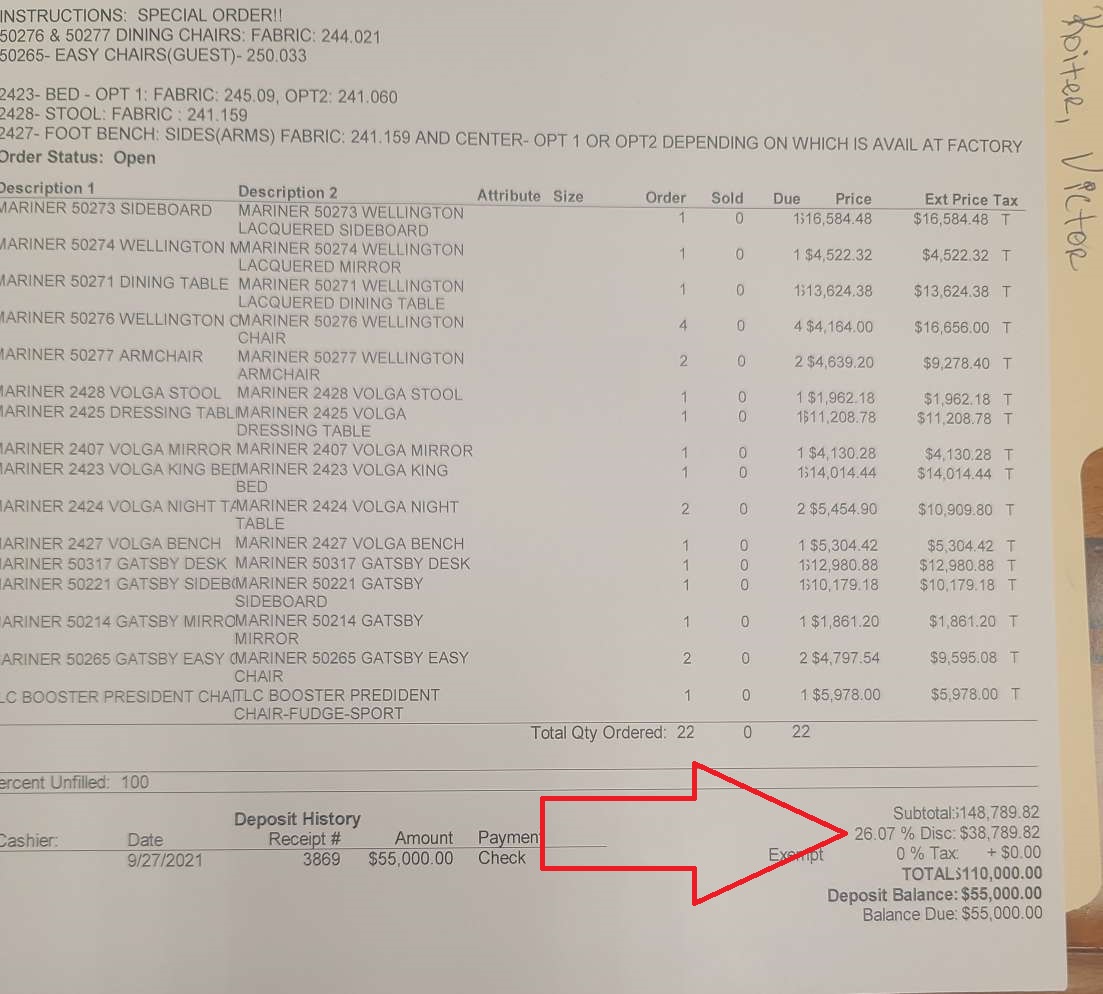 INSTRUCTIONS: SPECIAL ORDER!!
50276 & 50277 DINING CHAIRS: FABRIC: 244.021
50265- EASY CHAIRS(GUEST)- 250.033
2423- BED - OPT 1: FABRIC: 245.09, OPT2: 241.060
2428- STOOL: FABRIC : 241.159
2427- FOOT BENCH: SIDES(ARMS) FABRIC: 241.159 AND CENTER- OPT 1 OR OPT2 DEPENDING ON WHICH IS AVAIL AT FACTORY
Order Status: Open
Description 1 Description 2 Attribute Size Order Sold Due Price Ext Price Tax
MARINER 50273 SIDEBOARD MARINER 50273 WELLINGTON 1 0 1 $16,584.48 $16,584.48 T
LACQUERED SIDEBOARD
MARINER 50274 WELLINGTON M MARINER 50274 WELLINGTON 1 0 1 $4,522.32 $4,522.32 T
LACQUERED MIRROR
MARINER 50271 DINING TABLE MARINER 50271 WELLINGTON 1 0 1 $13,624.38 $13,624.38 T
LACQUERED DINING TABLE
MARINER 50276 WELLINGTON C MARINER 50276 WELLINGTON 4 0 4 $4,164.00 $16,656.00 T
CHAIR
MARINER 50277 ARMCHAIR MARINER 50277 WELLINGTON 2 0 2 $4,639.20 $9,278.40 T
ARMCHAIR
MARINER 2428 VOLGA STOOL MARINER 2428 VOLGA STOOL 1 0 1 $1,962.18 $1,962.18 T
MARINER 2425 DRESSING TABL MARINER 2425 VOLGA 1 0 1 $11,208.78 $11,208.78 T
DRESSING TABLE
MARINER 2407 VOLGA MIRROR MARINER 2407 VOLGA MIRROR 1 0 1 $4,130.28 $4,130.28 T
MARINER 2423 VOLGA KING BED MARINER 2423 VOLGA KING 1 0 1 $14,014.44 $14,014.44 T
BED
MARINER 2424 VOLGA NIGHT TA MARINER 2424 VOLGA NIGHT 2 0 2 $5,454.90 $10,909.80 T
TABLE
MARINER 2427 VOLGA BENCH MARINER 2427 VOLGA BENCH 1 0 1 $5,304.42 $5,304.42 T
MARINER 50317 GATSBY DESK MARINER 50317 GATSBY DESK 1 0 1 $12,980.88 $12,980.88 T
MARINER 50221 GATSBY SIDEB MARINER 50221 GATSBY 1 0 1 $10,179.18 $10,179.18 T
SIDEBOARD
ARINER 50214 GATSBY MIRRO MARINER 50214 GATSBY 1 0 1 $1,861.20 $1,861.20 T
MIRROR
ARINER 50265 GATSBY EASY C MARINER 50265 GATSBY EASY 2 0 2 $4,797.54 $9,595.08 T
CHAIR
LC BOOSTER PRESIDENT CHAI TLC BOOSTER PREDIDENT 1 0 1 $5,978.00 $5,978.00 T
CHAIR-FUDGE-SPORT
Total Qty Ordered: 22 0 22
ercent Unfilled: 100
Deposit History
Cashier: Date Receipt # Amount Payment
9/27/2021 3869 $55,000.00 Check
Subtotal: $148,789.82
26.07 % Disc: $38,789.82
Exempt 0 % Tax: + $0.00
TOTAL $110,000.00
Deposit Balance: $55,000.00
Balance Due: $55,000.00
Roiter, Victor